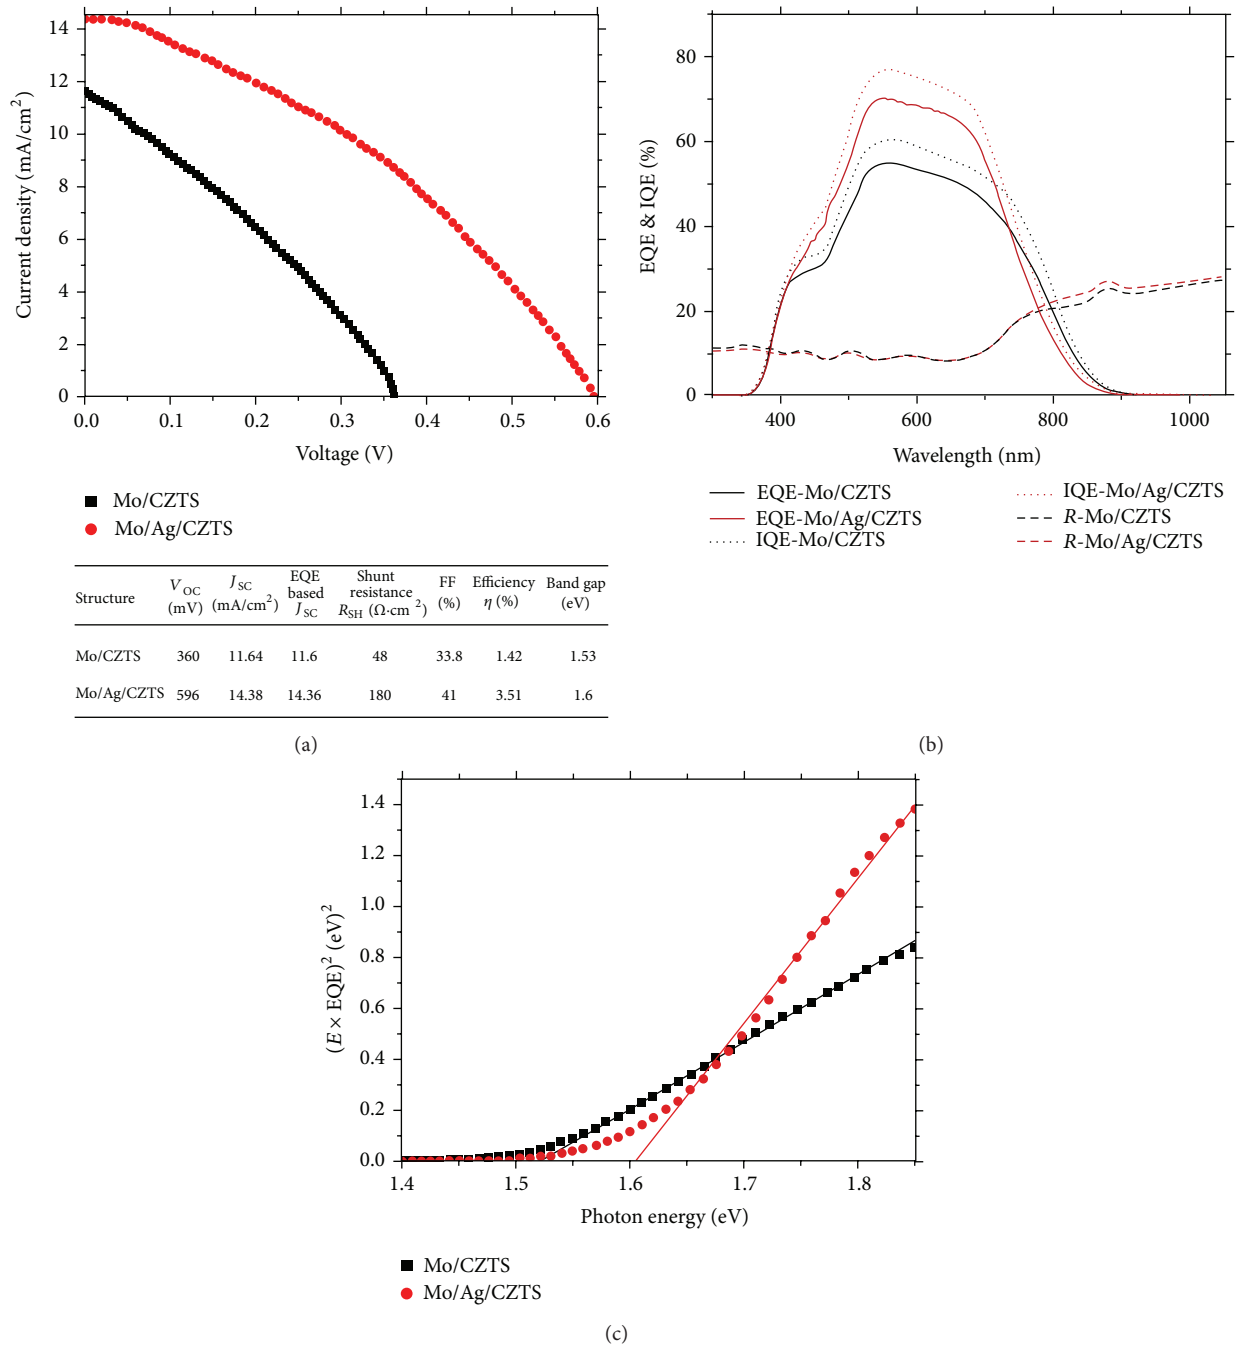 14
12
10
8
6
4
2
0
Current density (mA/cm²)
0.0 0.1 0.2 0.3 0.4 0.5 0.6
Voltage (V)
Mo/CZTS
Mo/Ag/CZTS
Structure V_OC (mV) J_SC (mA/cm²) EQE based J_SC Shunt resistance R_SH (Ω·cm²) FF (%) Efficiency η (%) Band gap (eV)
Mo/CZTS 360 11.64 11.6 48 33.8 1.42 1.53
Mo/Ag/CZTS 596 14.38 14.36 180 41 3.51 1.6
(a)
80
60
40
20
0
EQE & IQE (%)
400 600 800 1000
Wavelength (nm)
EQE-Mo/CZTS
EQE-Mo/Ag/CZTS
IQE-Mo/CZTS
IQE-Mo/Ag/CZTS
R-Mo/CZTS
R-Mo/Ag/CZTS
(b)
1.4
1.2
1.0
0.8
0.6
0.4
0.2
0.0
(E × EQE)² (eV)²
1.4 1.5 1.6 1.7 1.8
Photon energy (eV)
Mo/CZTS
Mo/Ag/CZTS
(c)